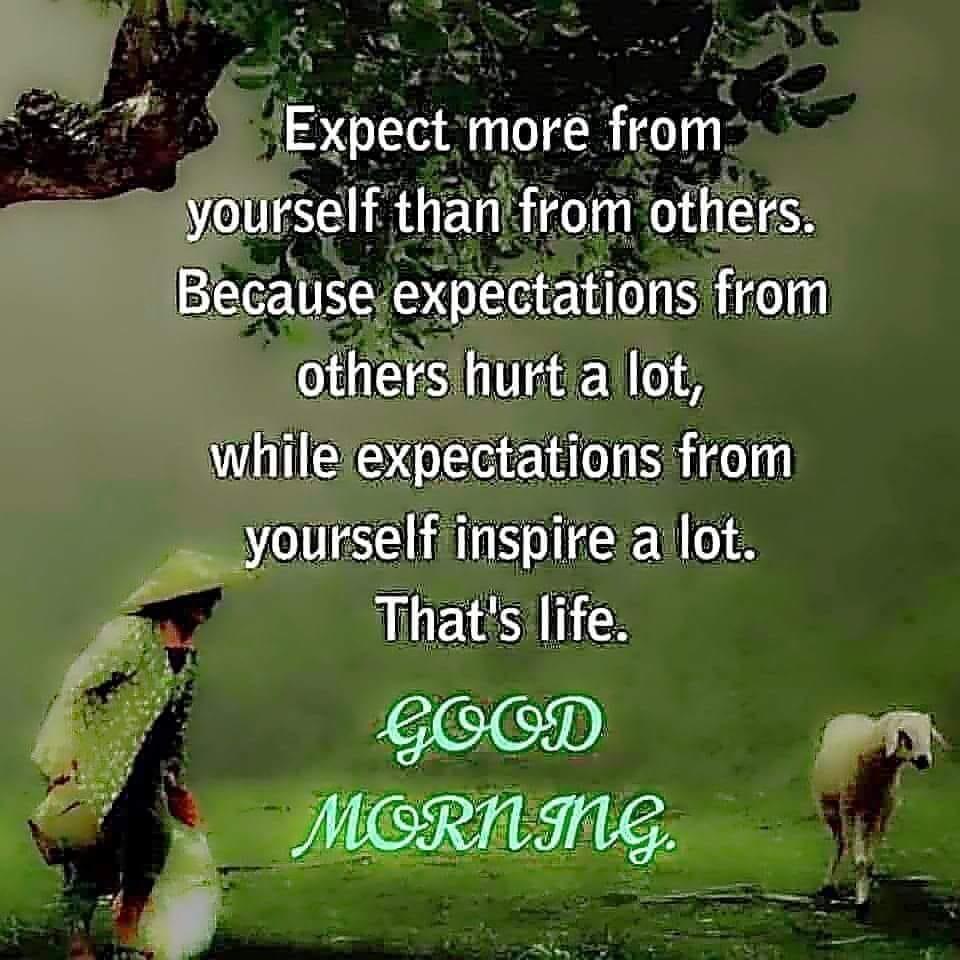 Expect more from
yourself than from others.
Because expectations from
others hurt a lot,
while expectations from
yourself inspire a lot.
That's life.
GOOD
MORNING.